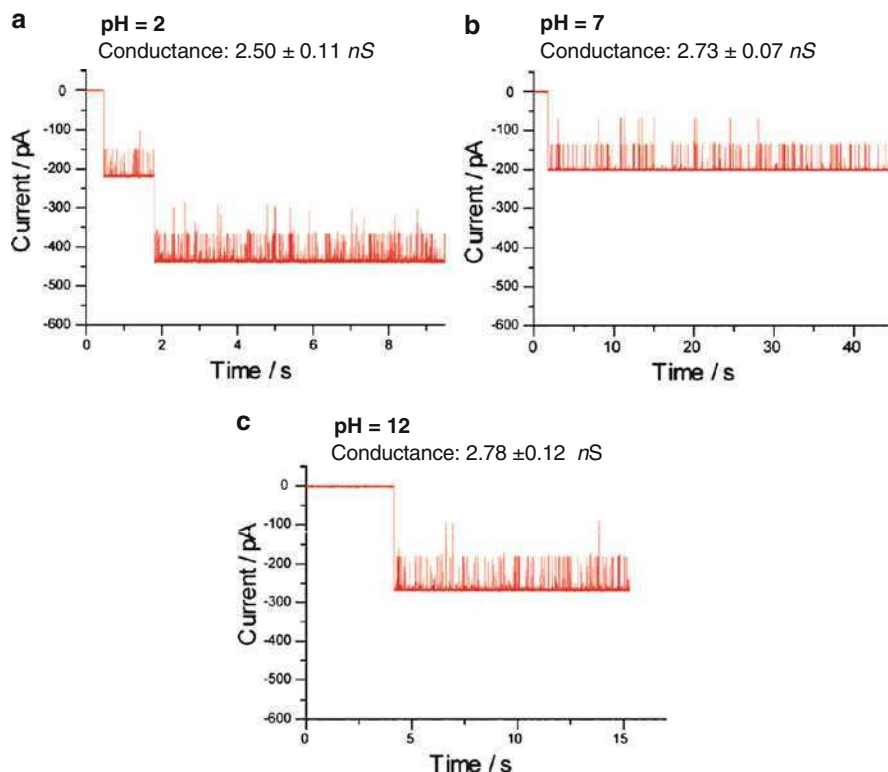 a
pH = 2
Conductance: 2.50 ± 0.11 nS
0
-100
-200
-300
-400
-500
-600
Current / pA
0 2 4 6 8
Time / s
b
pH = 7
Conductance: 2.73 ± 0.07 nS
0
-100
-200
-300
-400
-500
-600
Current / pA
0 10 20 30 40
Time / s
c
pH = 12
Conductance: 2.78 ±0.12 nS
0
-100
-200
-300
-400
-500
-600
Current / pA
0 5 10 15
Time / s